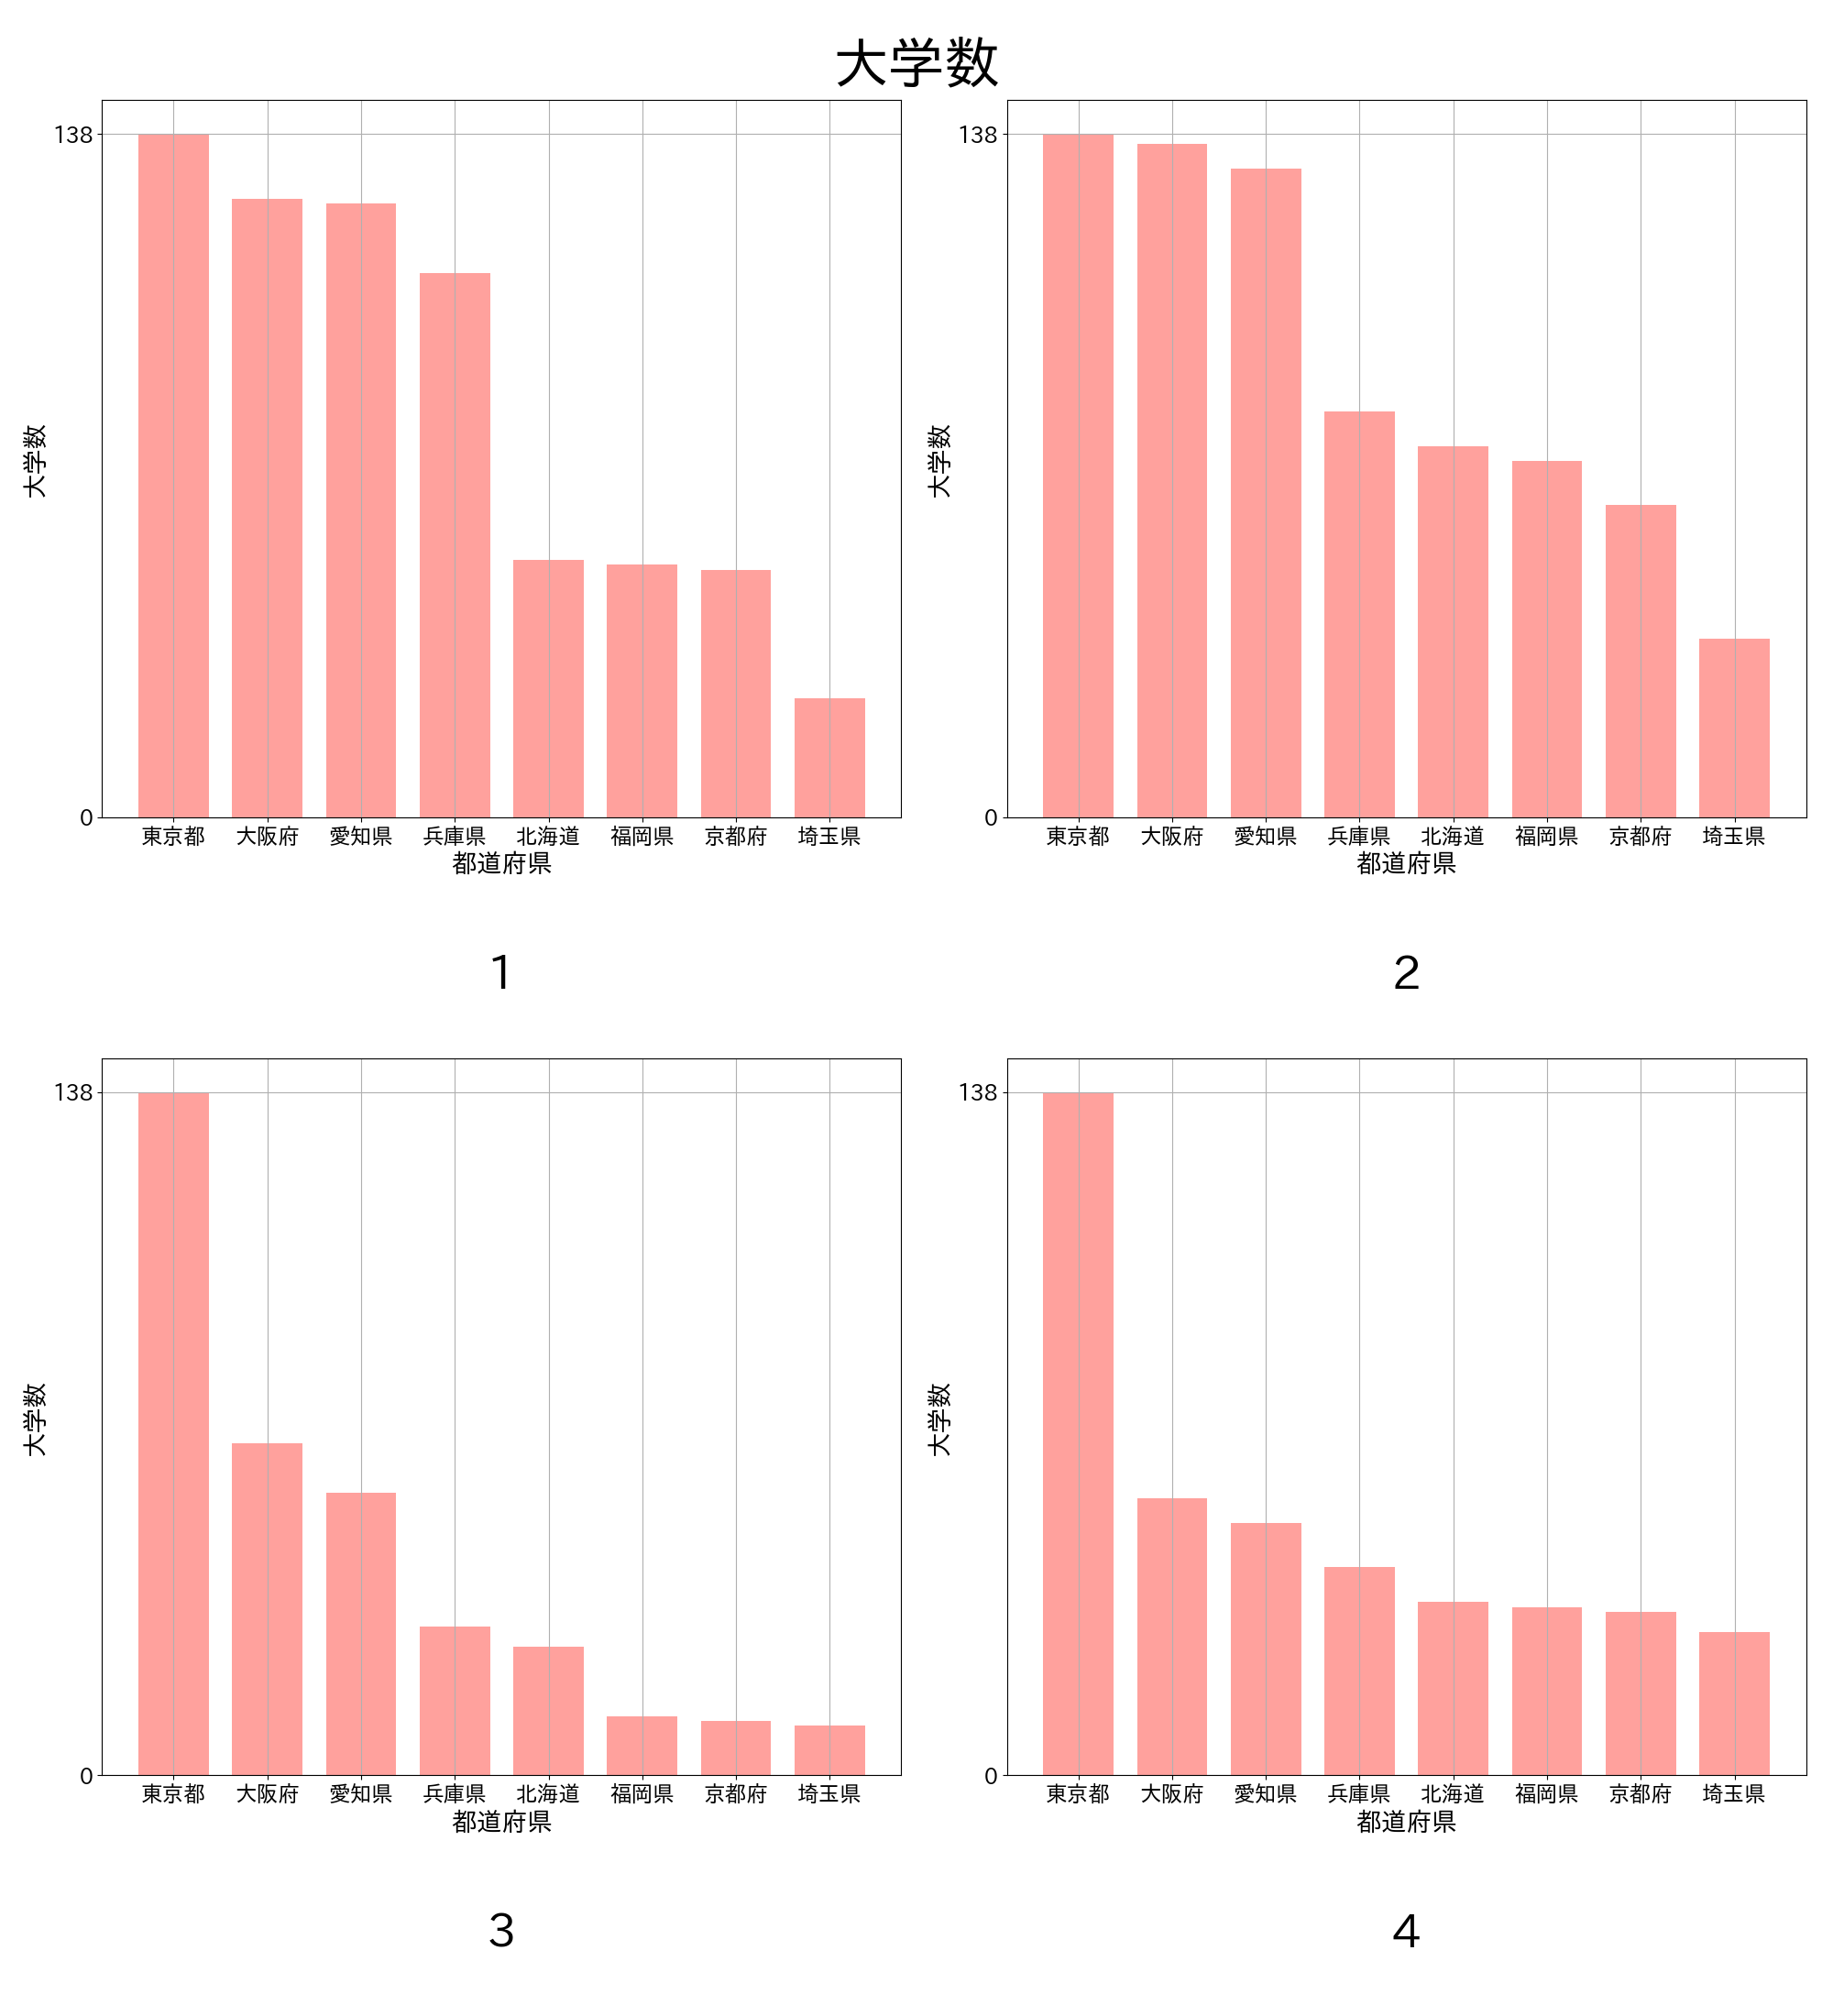 大学数
138
0
大学数
東京都 大阪府 愛知県 兵庫県 北海道 福岡県 京都府 埼玉県
都道府県
1
138
0
大学数
東京都 大阪府 愛知県 兵庫県 北海道 福岡県 京都府 埼玉県
都道府県
2
138
0
大学数
東京都 大阪府 愛知県 兵庫県 北海道 福岡県 京都府 埼玉県
都道府県
3
138
0
大学数
東京都 大阪府 愛知県 兵庫県 北海道 福岡県 京都府 埼玉県
都道府県
4